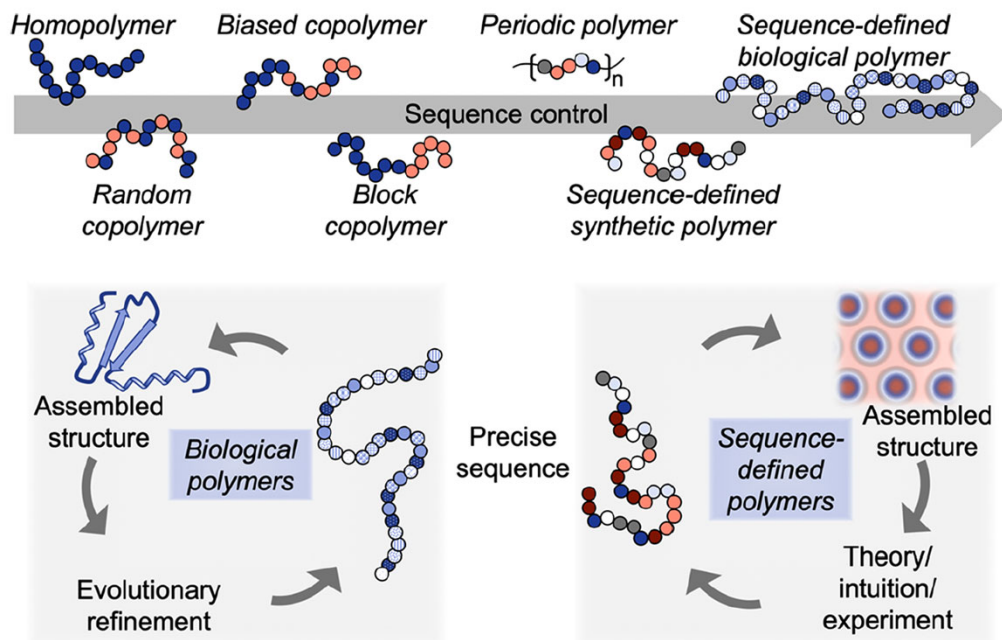 Homopolymer
Biased copolymer
Periodic polymer
Sequence-defined
biological polymer
n
Sequence control
Random
copolymer
Block
copolymer
Sequence-defined
synthetic polymer
Assembled
structure
Biological
polymers
Evolutionary
refinement
Precise
sequence
Sequence-
defined
polymers
Assembled
structure
Theory/
intuition/
experiment